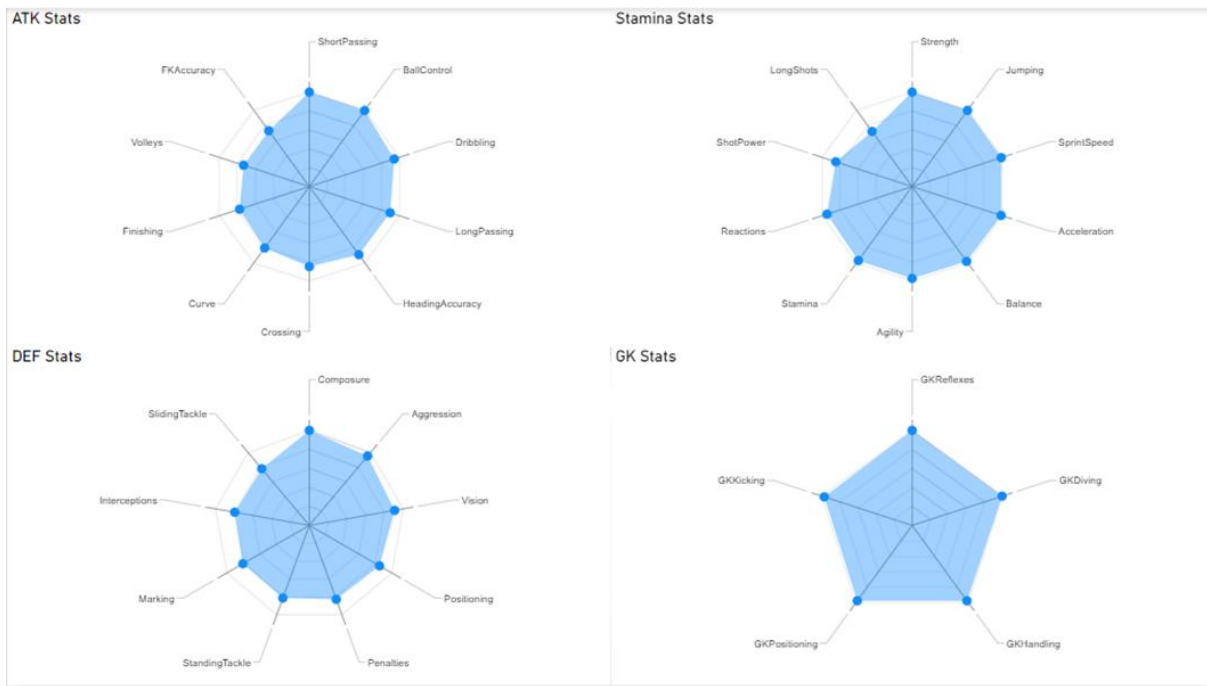 ATK Stats
ShortPassing
BallControl
Dribbling
LongPassing
HeadingAccuracy
Crossing
Curve
Finishing
Volleys
FKAccuracy
Stamina Stats
Strength
Jumping
SprintSpeed
Acceleration
Balance
Agility
Stamina
Reactions
ShotPower
LongShots
DEF Stats
Composure
Aggression
Vision
Positioning
Penalties
StandingTackle
Marking
Interceptions
SlidingTackle
GK Stats
GKReflexes
GKDiving
GKHandling
GKPositioning
GKKicking